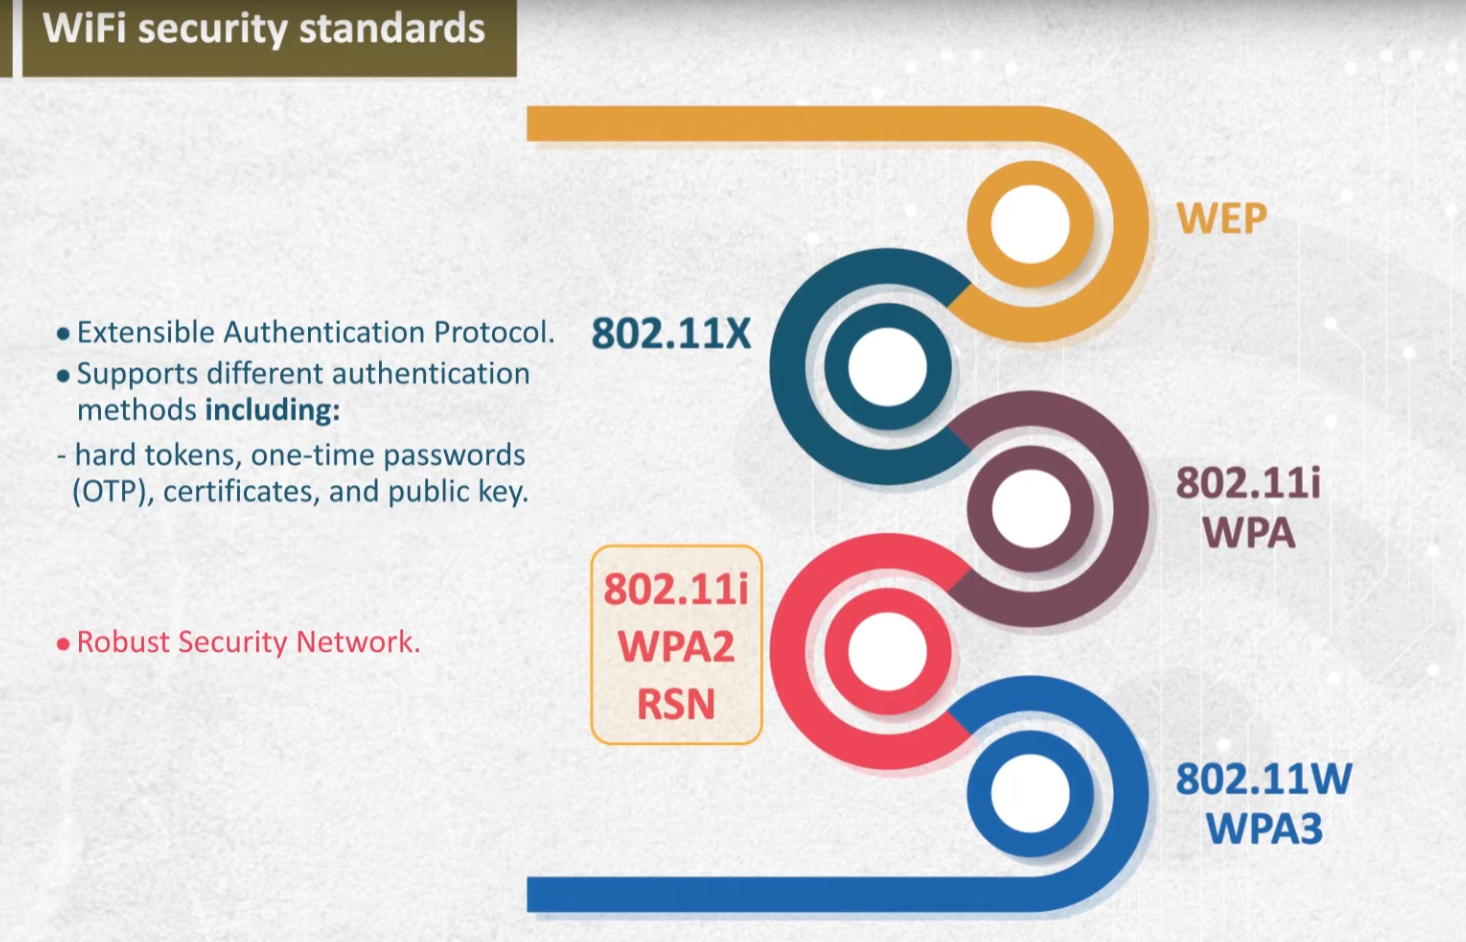 WiFi security standards
WEP
• Extensible Authentication Protocol.
• Supports different authentication
methods including:
- hard tokens, one-time passwords
(OTP), certificates, and public key.
802.11X
802.11i
WPA
• Robust Security Network.
802.11i
WPA2
RSN
802.11W
WPA3